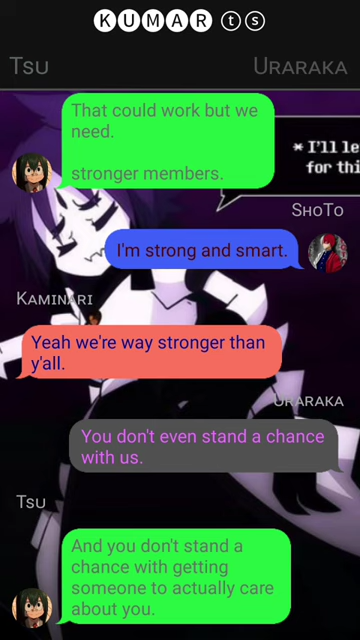 KUMAR ts
Tsu
Uraraka
That could work but we
need.
stronger members.
* I'll le
for thi
ShoTo
I'm strong and smart.
Kaminari
Yeah we're way stronger than
y'all.
Uraraka
You don't even stand a chance
with us.
Tsu
And you don't stand a
chance with getting
someone to actually care
about you.